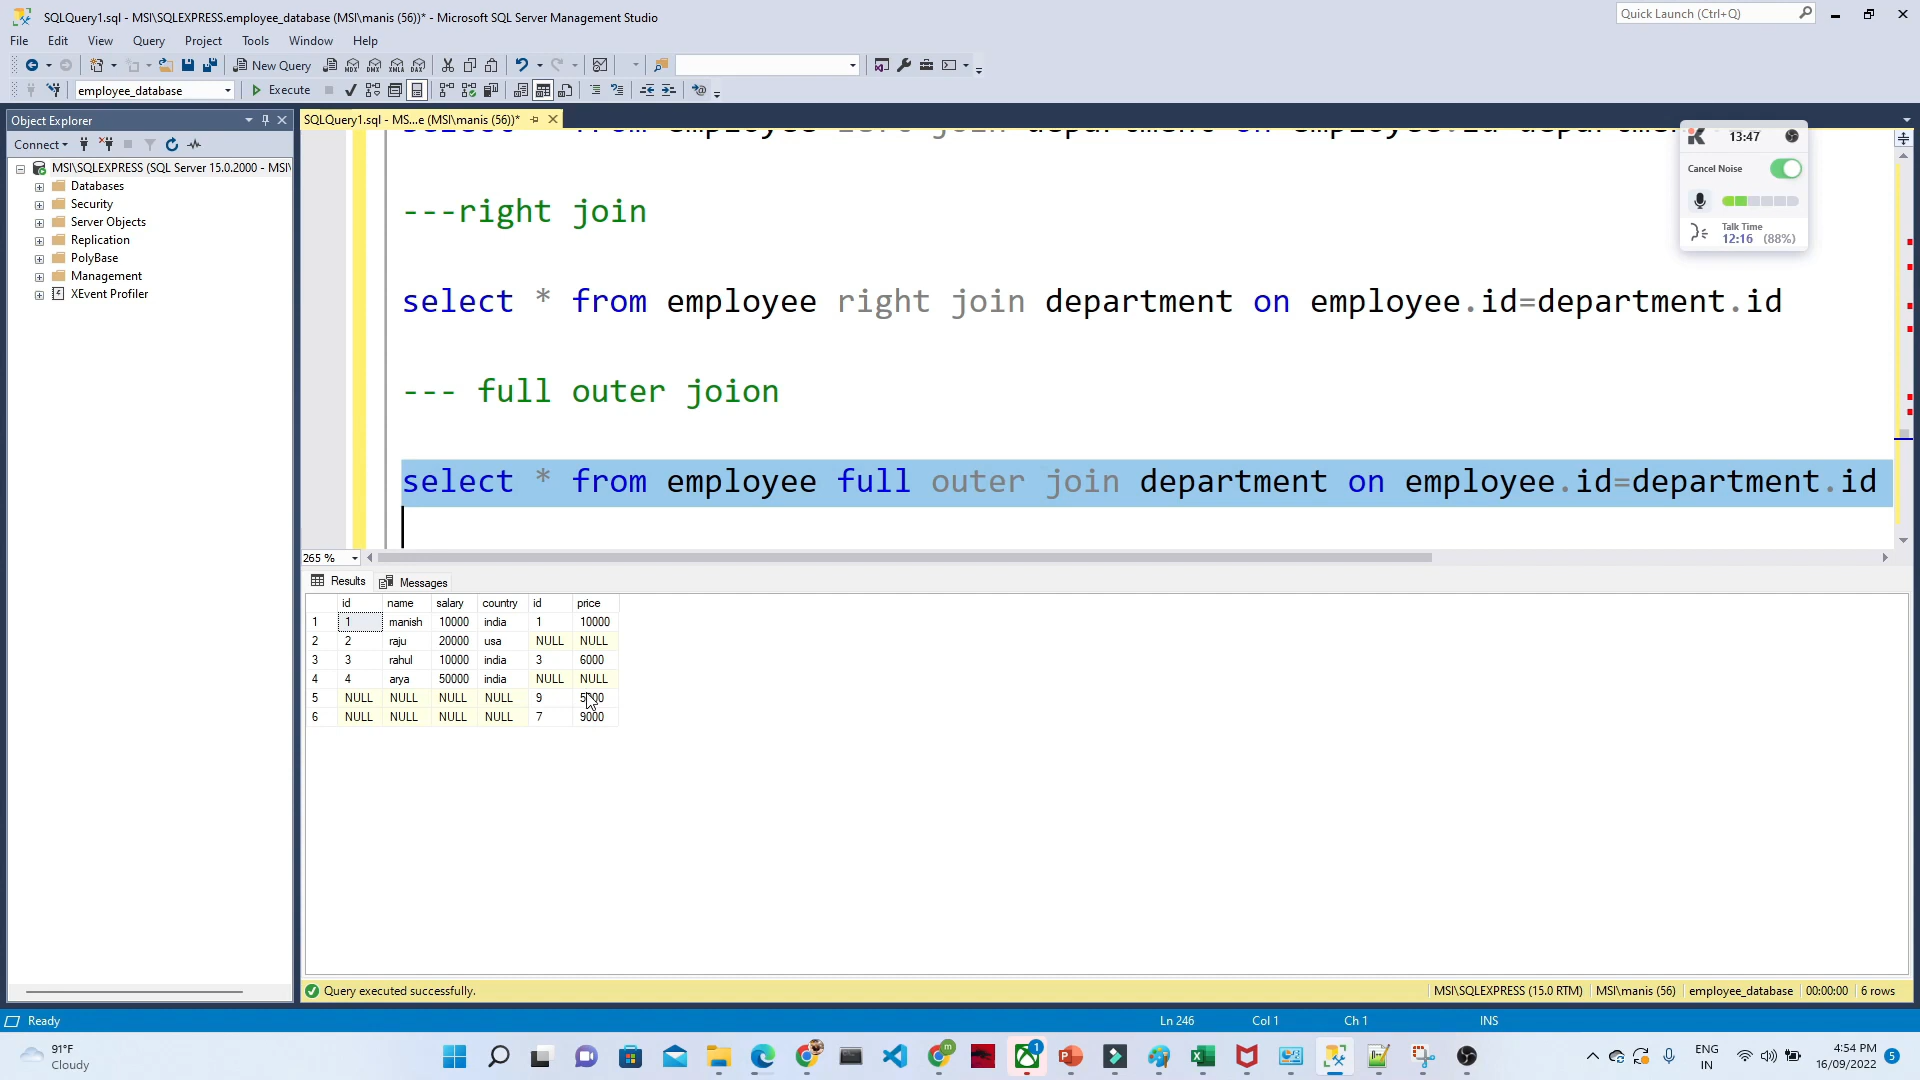 SQLQuery1.sql - MSI\SQLEXPRESS.employee_database (MSI\manis (56))* - Microsoft SQL Server Management Studio
Quick Launch (Ctrl+Q)
File Edit View Query Project Tools Window Help
New Query
employee_database Execute
Object Explorer
SQLQuery1.sql - MS...e (MSI\manis (56))*
Connect
MSI\SQLEXPRESS (SQL Server 15.0.2000 - MSI\
Databases
Security
Server Objects
Replication
PolyBase
Management
XEvent Profiler
13:47
Cancel Noise
Talk Time
12:16 (88%)
---right join
select * from employee right join department on employee.id=department.id
--- full outer joion
select * from employee full outer join department on employee.id=department.id
265 %
Results Messages
id name salary country id price
1 1 manish 10000 india 1 10000
2 2 raju 20000 usa NULL NULL
3 3 rahul 10000 india 3 6000
4 4 arya 50000 india NULL NULL
5 NULL NULL NULL NULL 9
6 NULL NULL NULL NULL 7 9000
Query executed successfully.
MSI\SQLEXPRESS (15.0 RTM) MSI\manis (56) employee_database 00:00:00 6 rows
Ready Ln 246 Col 1 Ch 1 INS
91°F
Cloudy
ENG
IN
4:54 PM
16/09/2022
5